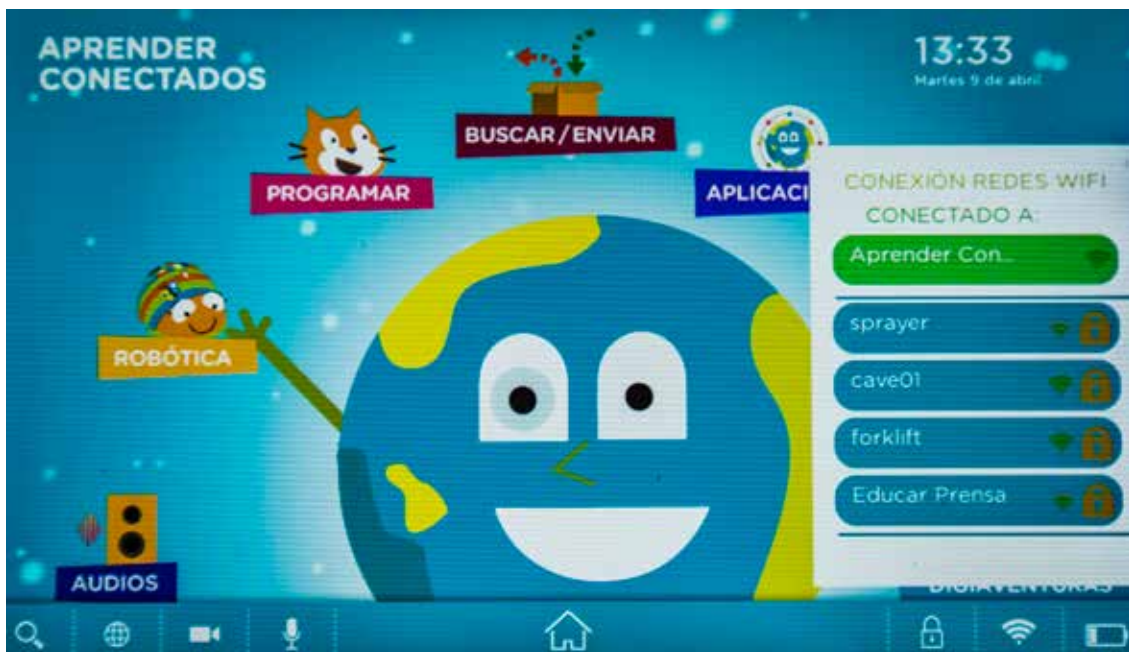 APRENDER
CONECTADOS
13:33
Martes 9 de abril
BUSCAR / ENVIAR
PROGRAMAR
APLICACI
CONEXIÓN REDES WIFI
CONECTADO A:
Aprender Con...
sprayer
cave01
forklift
Educar Prensa
ROBÓTICA
AUDIOS
DIGIAVENTURAS